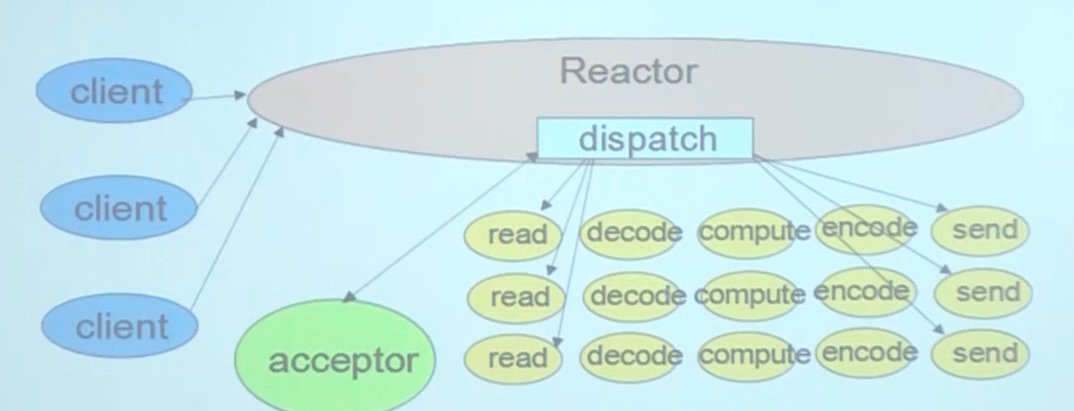 Reactor
client
dispatch
client
read decode compute encode send
read decode compute encode send
client
acceptor
read decode compute encode send